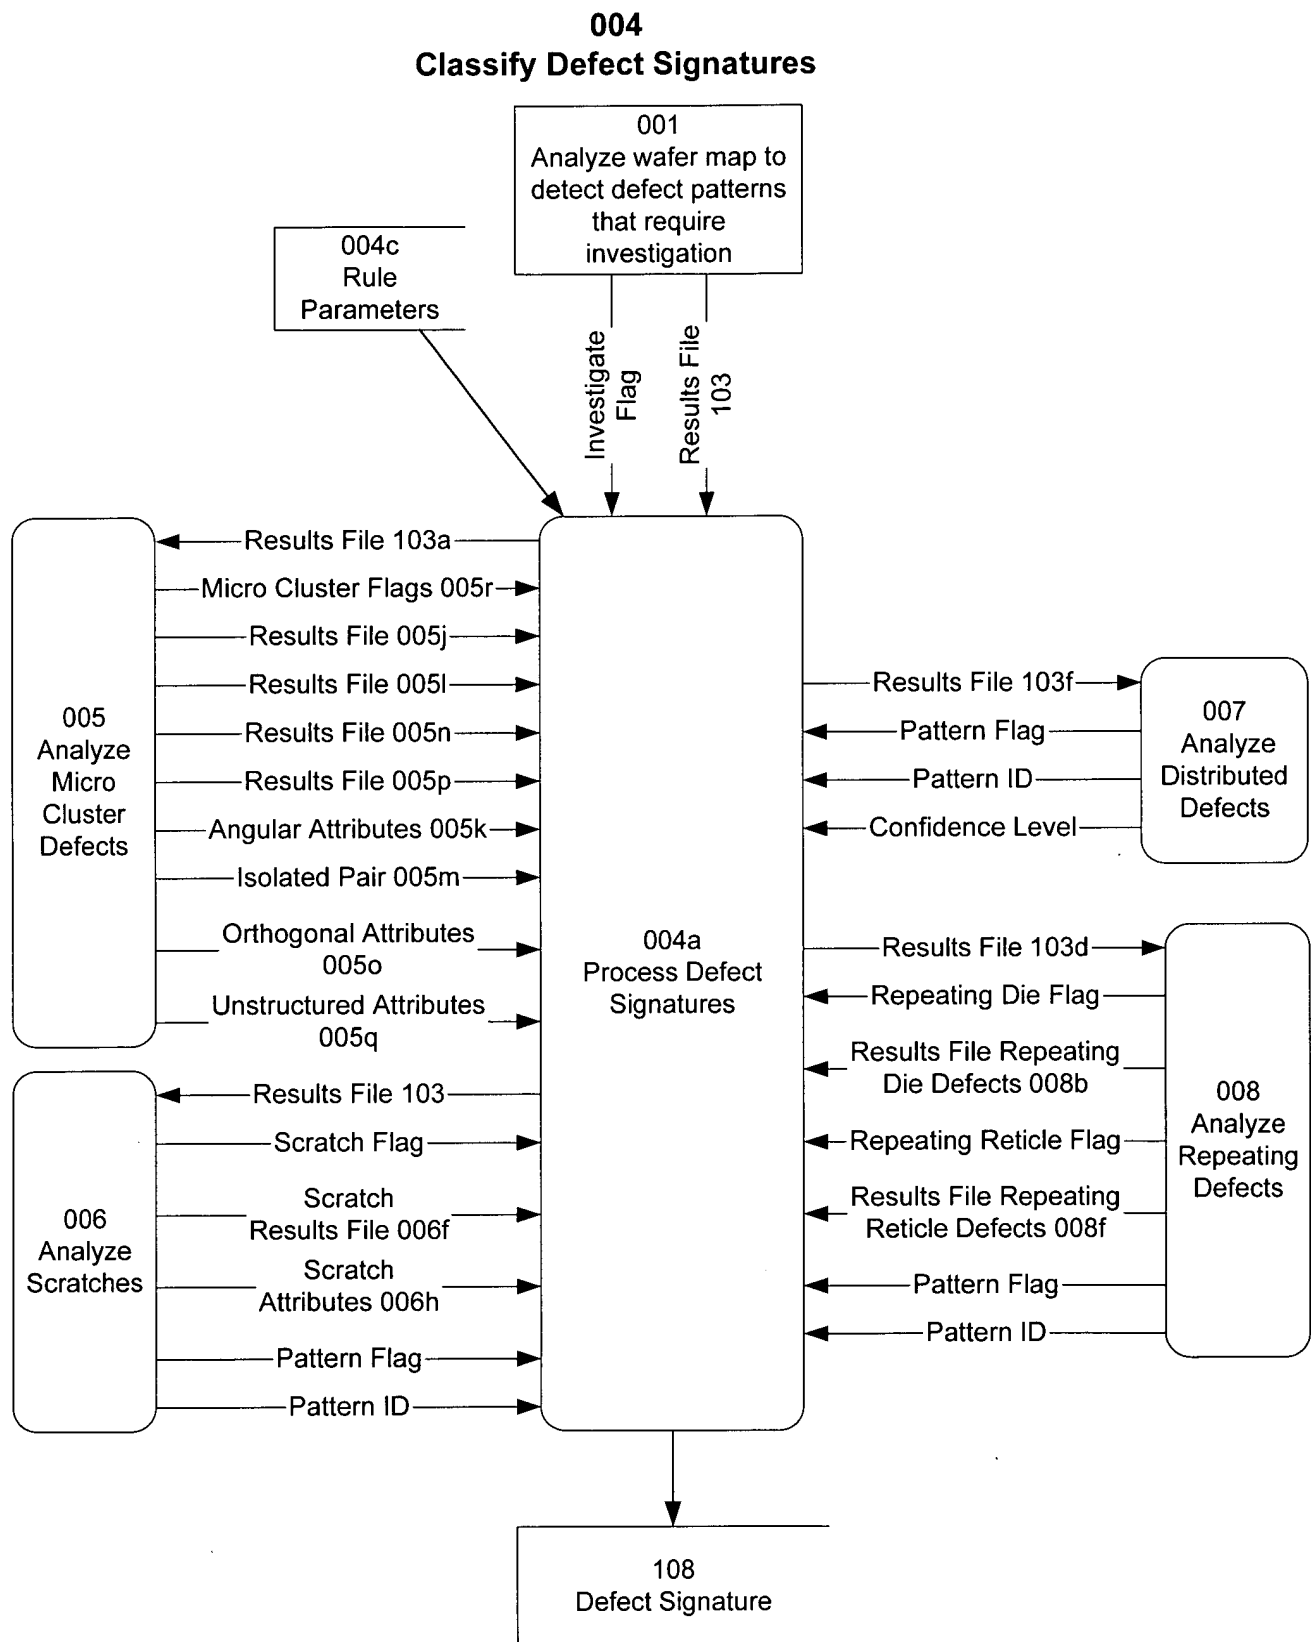 004
Classify Defect Signatures
001
Analyze wafer map to
detect defect patterns
that require
investigation
004c
Rule
Parameters
Investigate
Flag
Results File
103
005
Analyze
Micro
Cluster
Defects
Results File 103a
Micro Cluster Flags 005r
Results File 005j
Results File 005l
Results File 005n
Results File 005p
Angular Attributes 005k
Isolated Pair 005m
Orthogonal Attributes
005o
Unstructured Attributes
005q
006
Analyze
Scratches
Results File 103
Scratch Flag
Scratch
Results File 006f
Scratch
Attributes 006h
Pattern Flag
Pattern ID
004a
Process Defect
Signatures
Results File 103f
Pattern Flag
Pattern ID
Confidence Level
007
Analyze
Distributed
Defects
Results File 103d
Repeating Die Flag
Results File Repeating
Die Defects 008b
Repeating Reticle Flag
Results File Repeating
Reticle Defects 008f
Pattern Flag
Pattern ID
008
Analyze
Repeating
Defects
108
Defect Signature